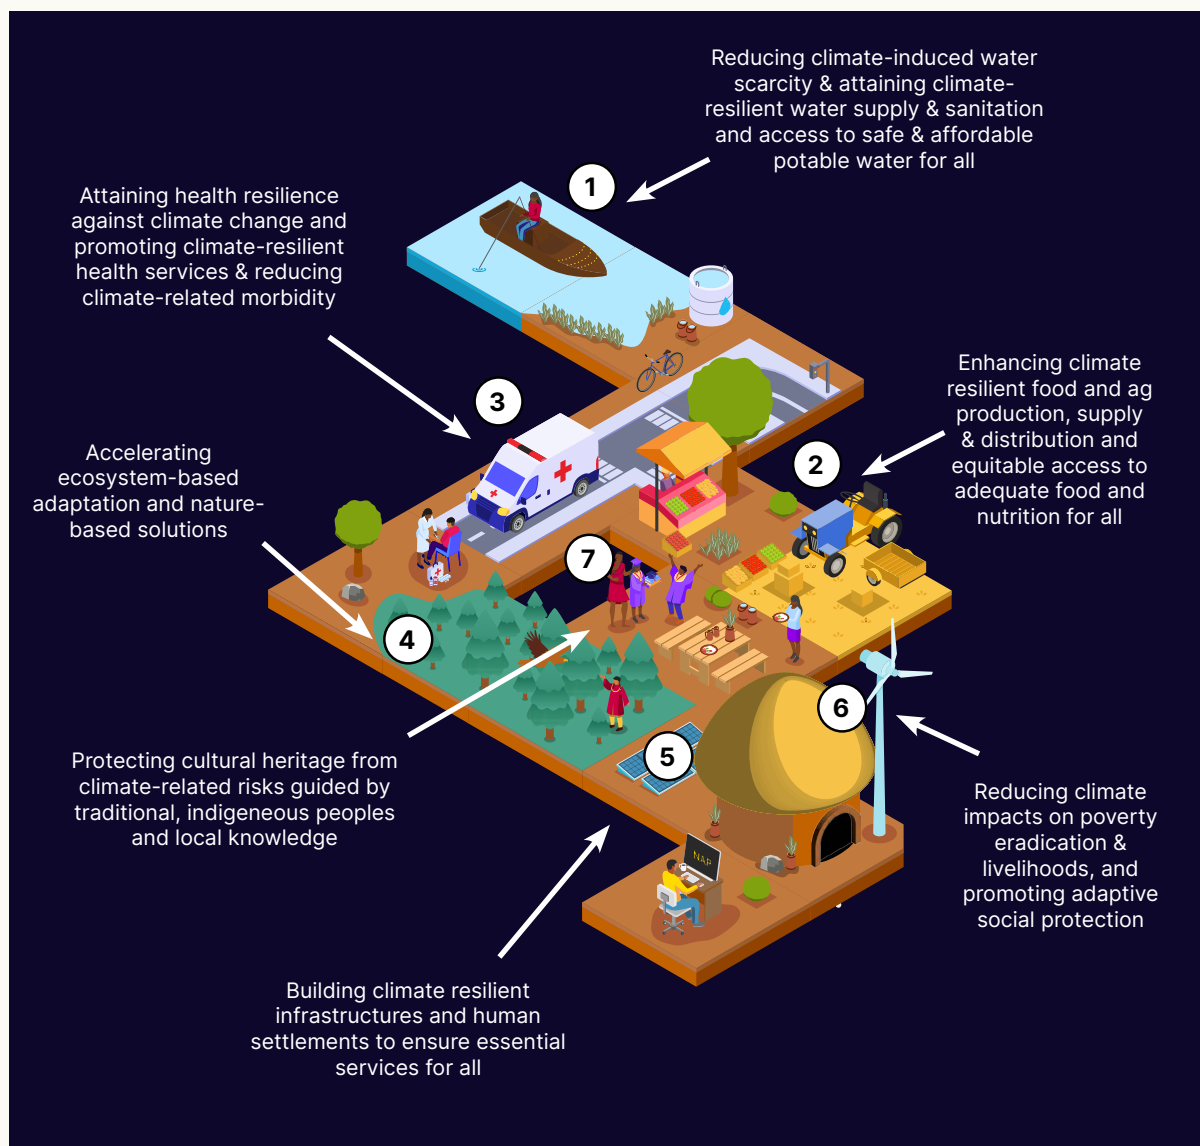 Reducing climate-induced water
scarcity & attaining climate-
resilient water supply & sanitation
and access to safe & affordable
potable water for all
1
Attaining health resilience
against climate change and
promoting climate-resilient
health services & reducing
climate-related morbidity
3
Enhancing climate
resilient food and ag
production, supply
& distribution and
equitable access to
adequate food and
nutrition for all
2
Accelerating
ecosystem-based
adaptation and nature-
based solutions
4
7
Protecting cultural heritage from
climate-related risks guided by
traditional, indigeneous peoples
and local knowledge
6
5
Reducing climate
impacts on poverty
eradication &
livelihoods, and
promoting adaptive
social protection
NAP
Building climate resilient
infrastructures and human
settlements to ensure essential
services for all